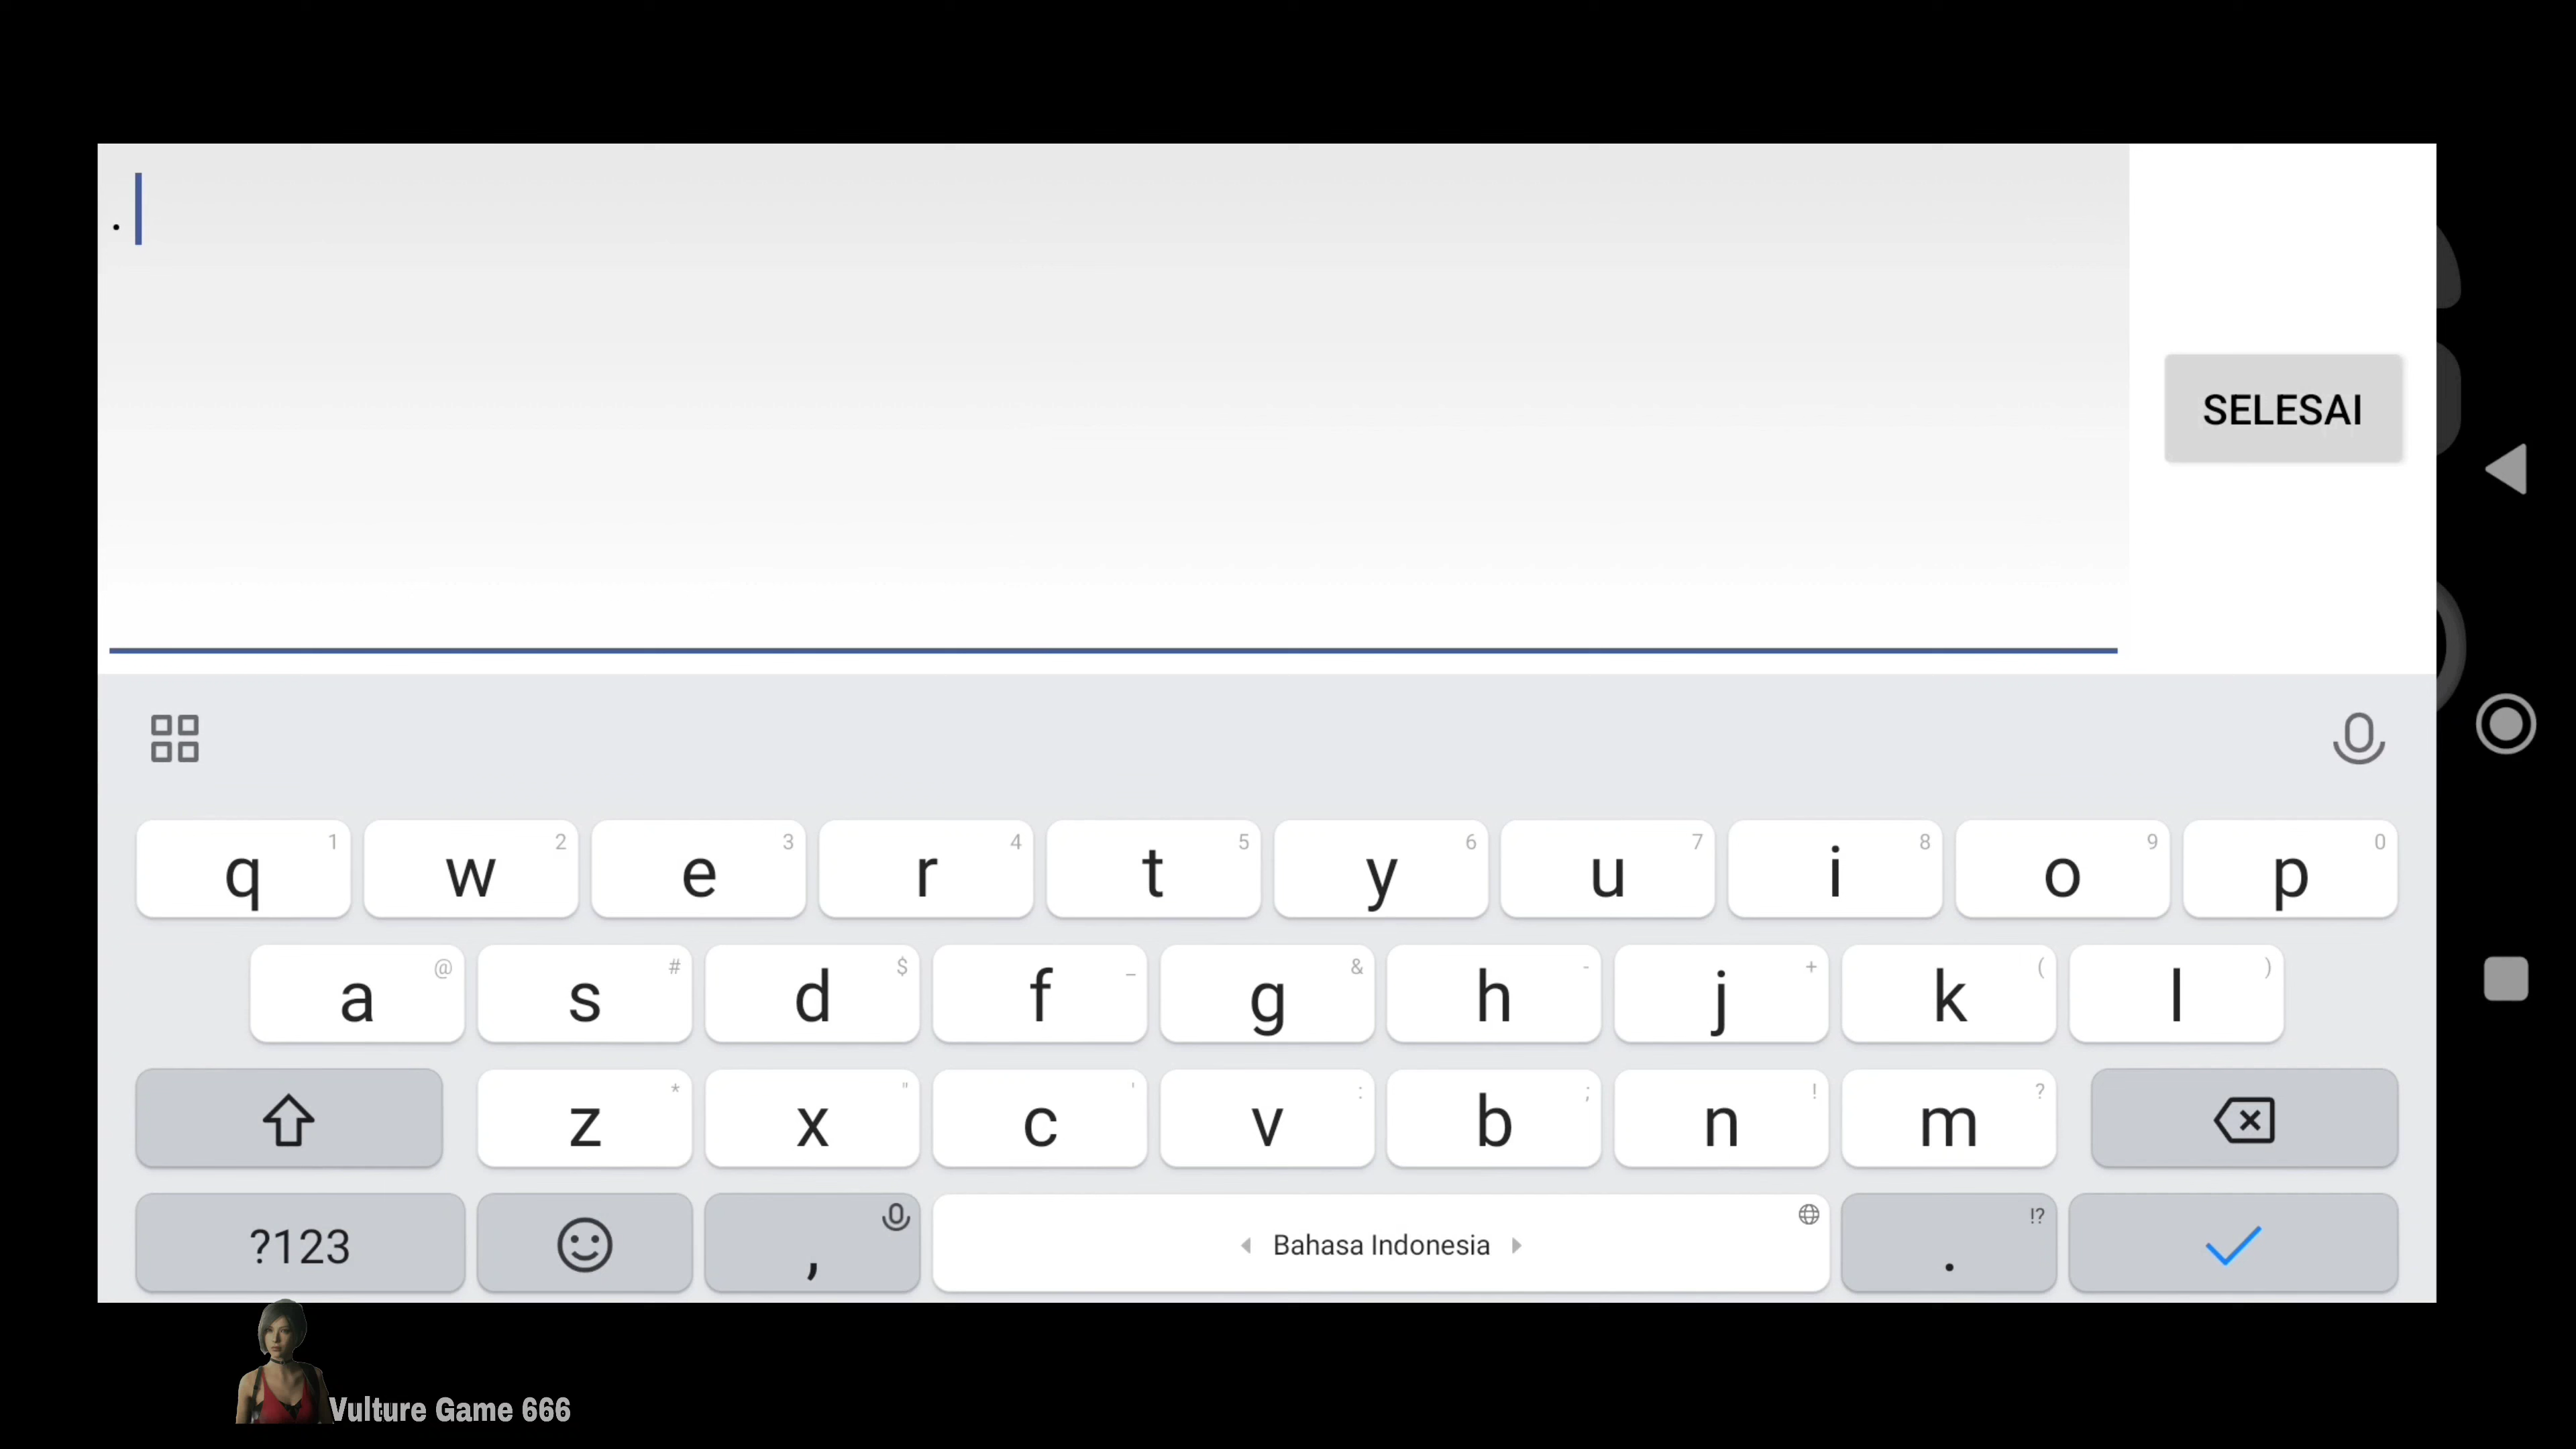 .
SELESAI
q 1 w 2 e 3 r 4 t 5 y 6 u 7 i 8 o 9 p 0
a @ s # d $ f _ g & h - j + k ( l )
z * x " c ' v : b ; n ! m ?
?123 , Bahasa Indonesia . !?
Vulture Game 666